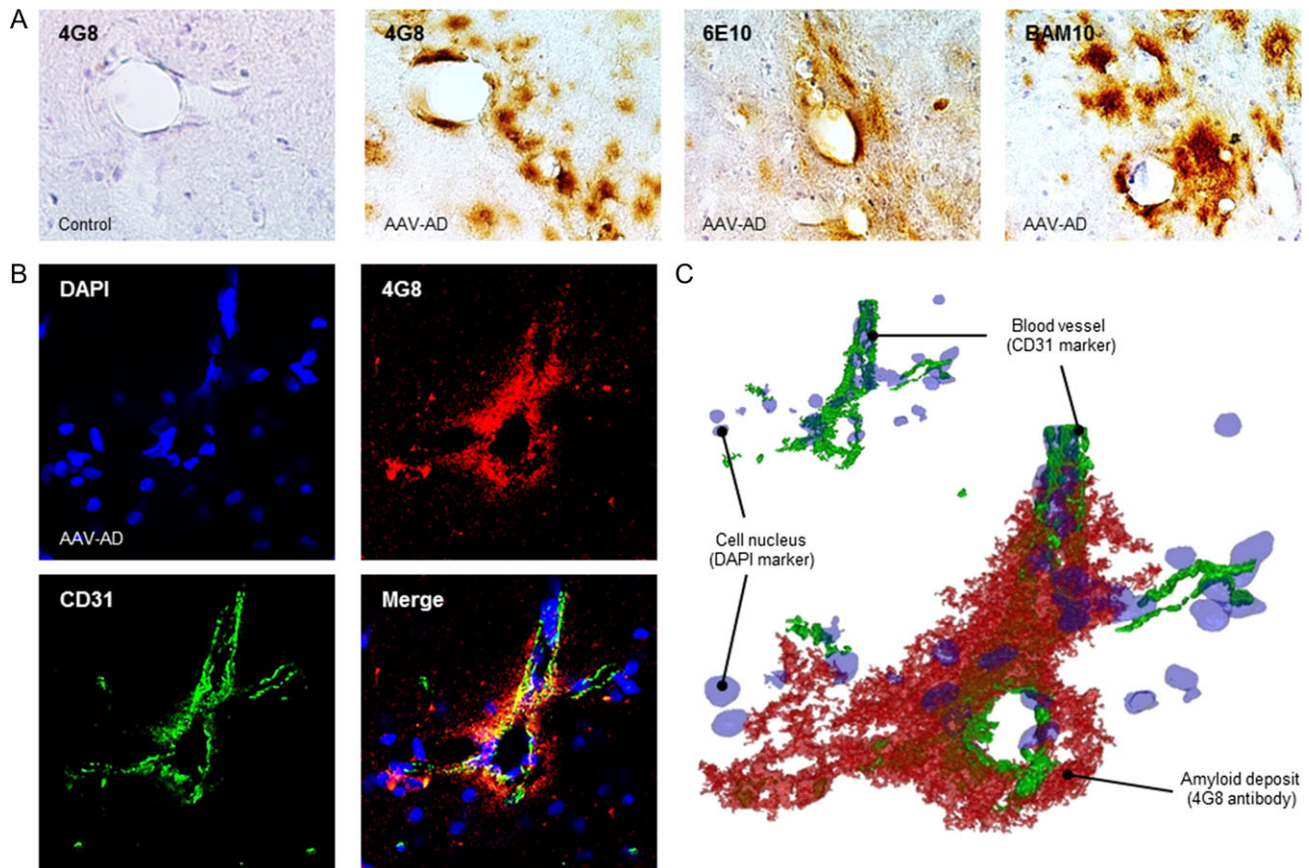 A
4G8
4G8
6E10
BAM10
Control
AAV-AD
AAV-AD
AAV-AD
B
DAPI
4G8
AAV-AD
CD31
Merge
C
Blood vessel
(CD31 marker)
Cell nucleus
(DAPI marker)
Amyloid deposit
(4G8 antibody)